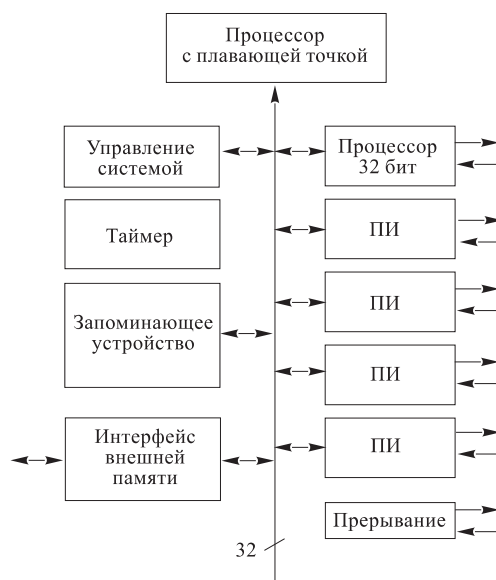 Процессор
с плавающей точкой
Управление
системой
Процессор
32 бит
Таймер
ПИ
Запоминающее
устройство
ПИ
ПИ
Интерфейс
внешней
памяти
ПИ
Прерывание
32